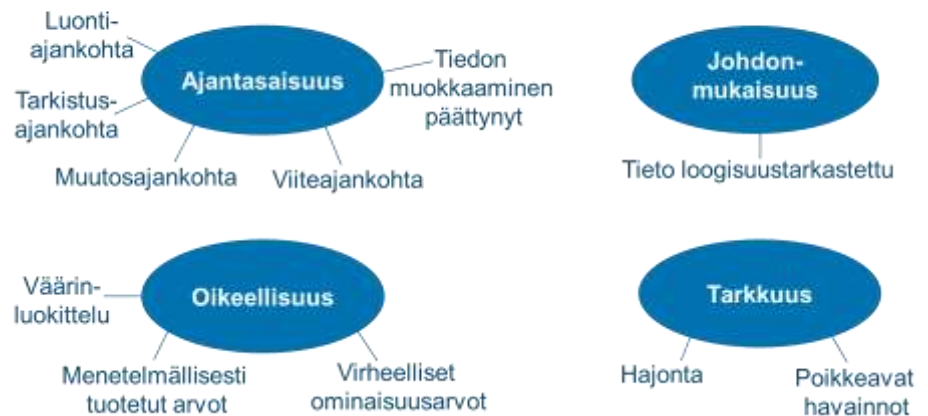 Luonti-
ajankohta
Ajantasaisuus
Tiedon
muokkaaminen
päättynyt
Tarkistus-
ajankohta
Muutosajankohta
Viiteajankohta
Johdon-
mukaisuus
Tieto loogisuustarkastettu
Väärin-
luokittelu
Oikeellisuus
Menetelmällisesti
tuotetut arvot
Virheelliset
ominaisuusarvot
Tarkkuus
Hajonta
Poikkeavat
havainnot